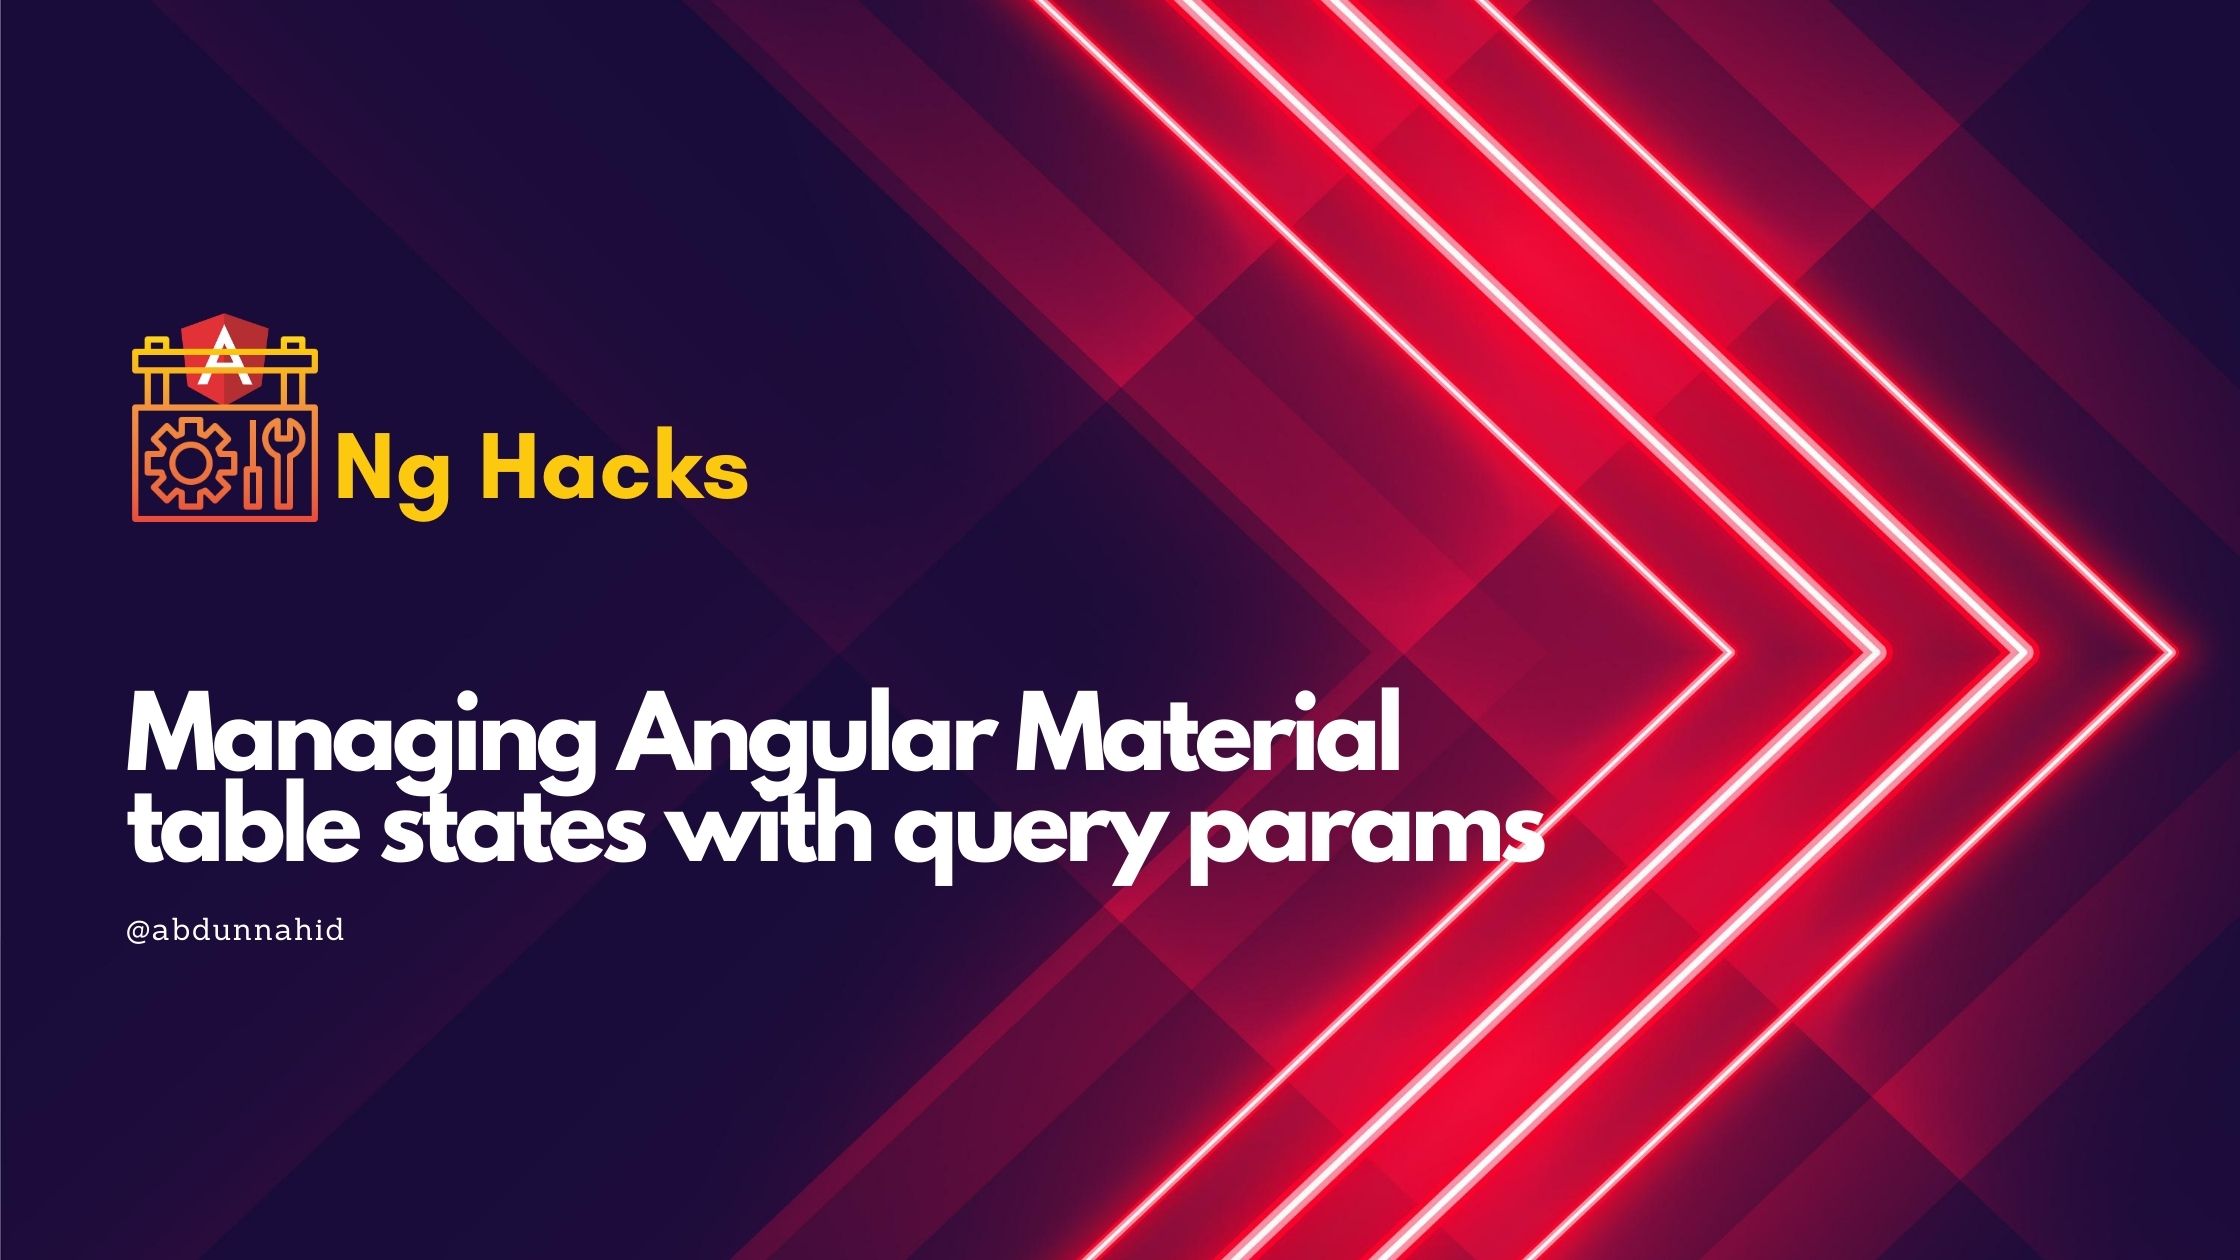 A
Ng Hacks
Managing Angular Material
table states with query params
@abdunnahid